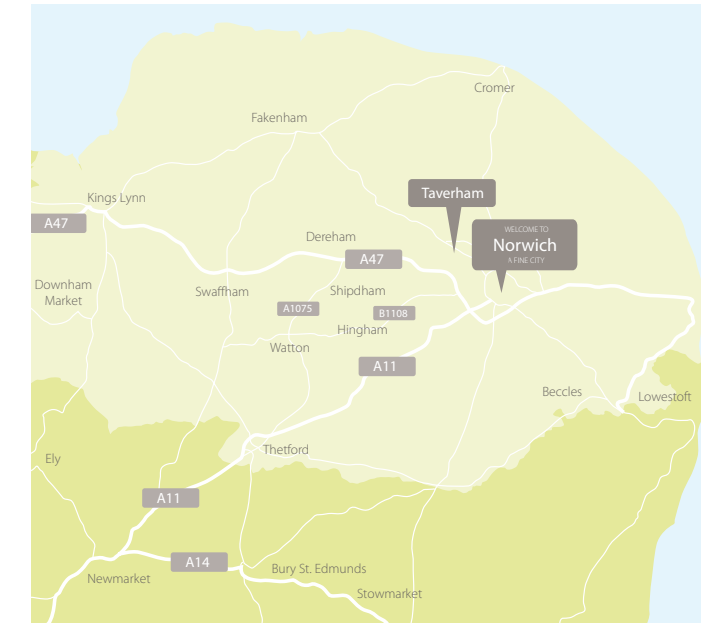 Cromer
Fakenham
Taverham
Kings Lynn
A47
WELCOME TO
Norwich
A FINE CITY
Dereham
A47
Downham
Market
Swaffham
Shipdham
A1075
B1108
Hingham
Watton
A11
Beccles
Lowestoft
Thetford
Ely
A11
A14
Bury St. Edmunds
Newmarket
Stowmarket